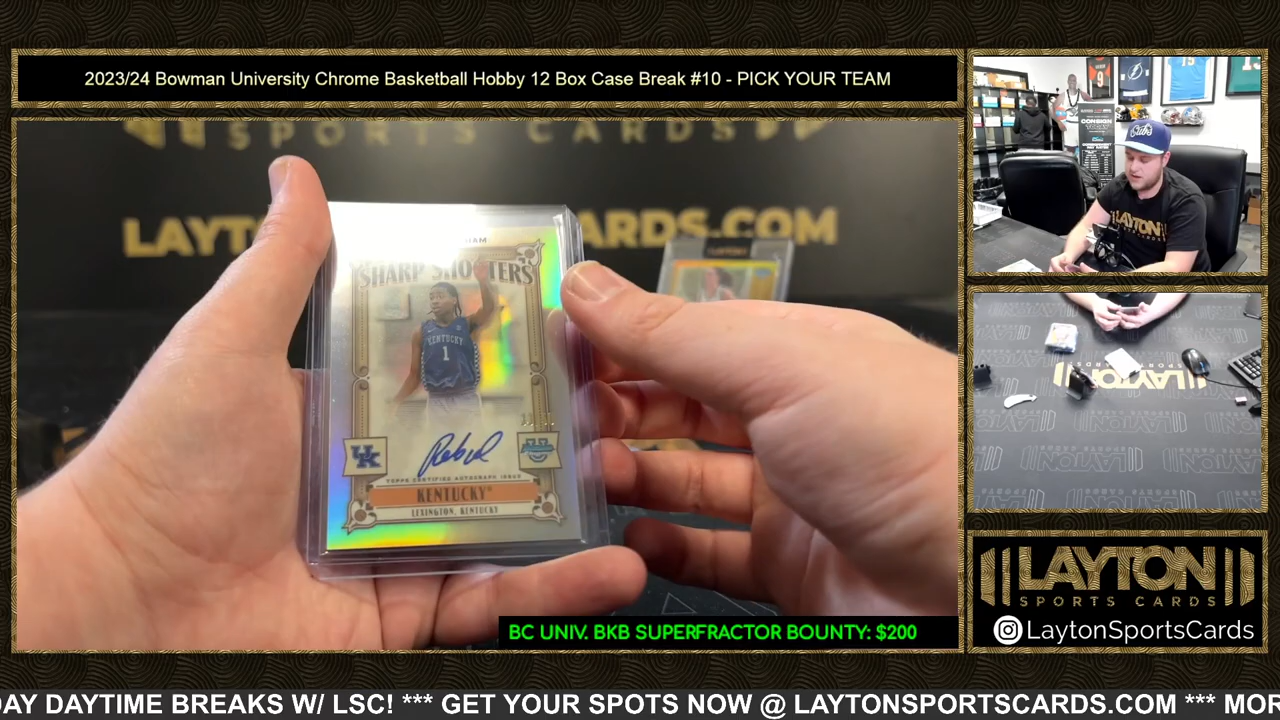 2023/24 Bowman University Chrome Basketball Hobby 12 Box Case Break #10 - PICK YOUR TEAM
SHARP SHOOTERS
KENTUCKY
1
UK
TOPPS CERTIFIED AUTOGRAPH ISSUE
KENTUCKY
LEXINGTON, KENTUCKY
BC UNIV. BKB SUPERFRACTOR BOUNTY: $200
CONSIGN
TODAY
LAYTON
LAYTON
SPORTS CARDS
LaytonSportsCards
AY DAYTIME BREAKS W/ LSC! *** GET YOUR SPOTS NOW @ LAYTONSPORTSCARDS.COM *** MOR